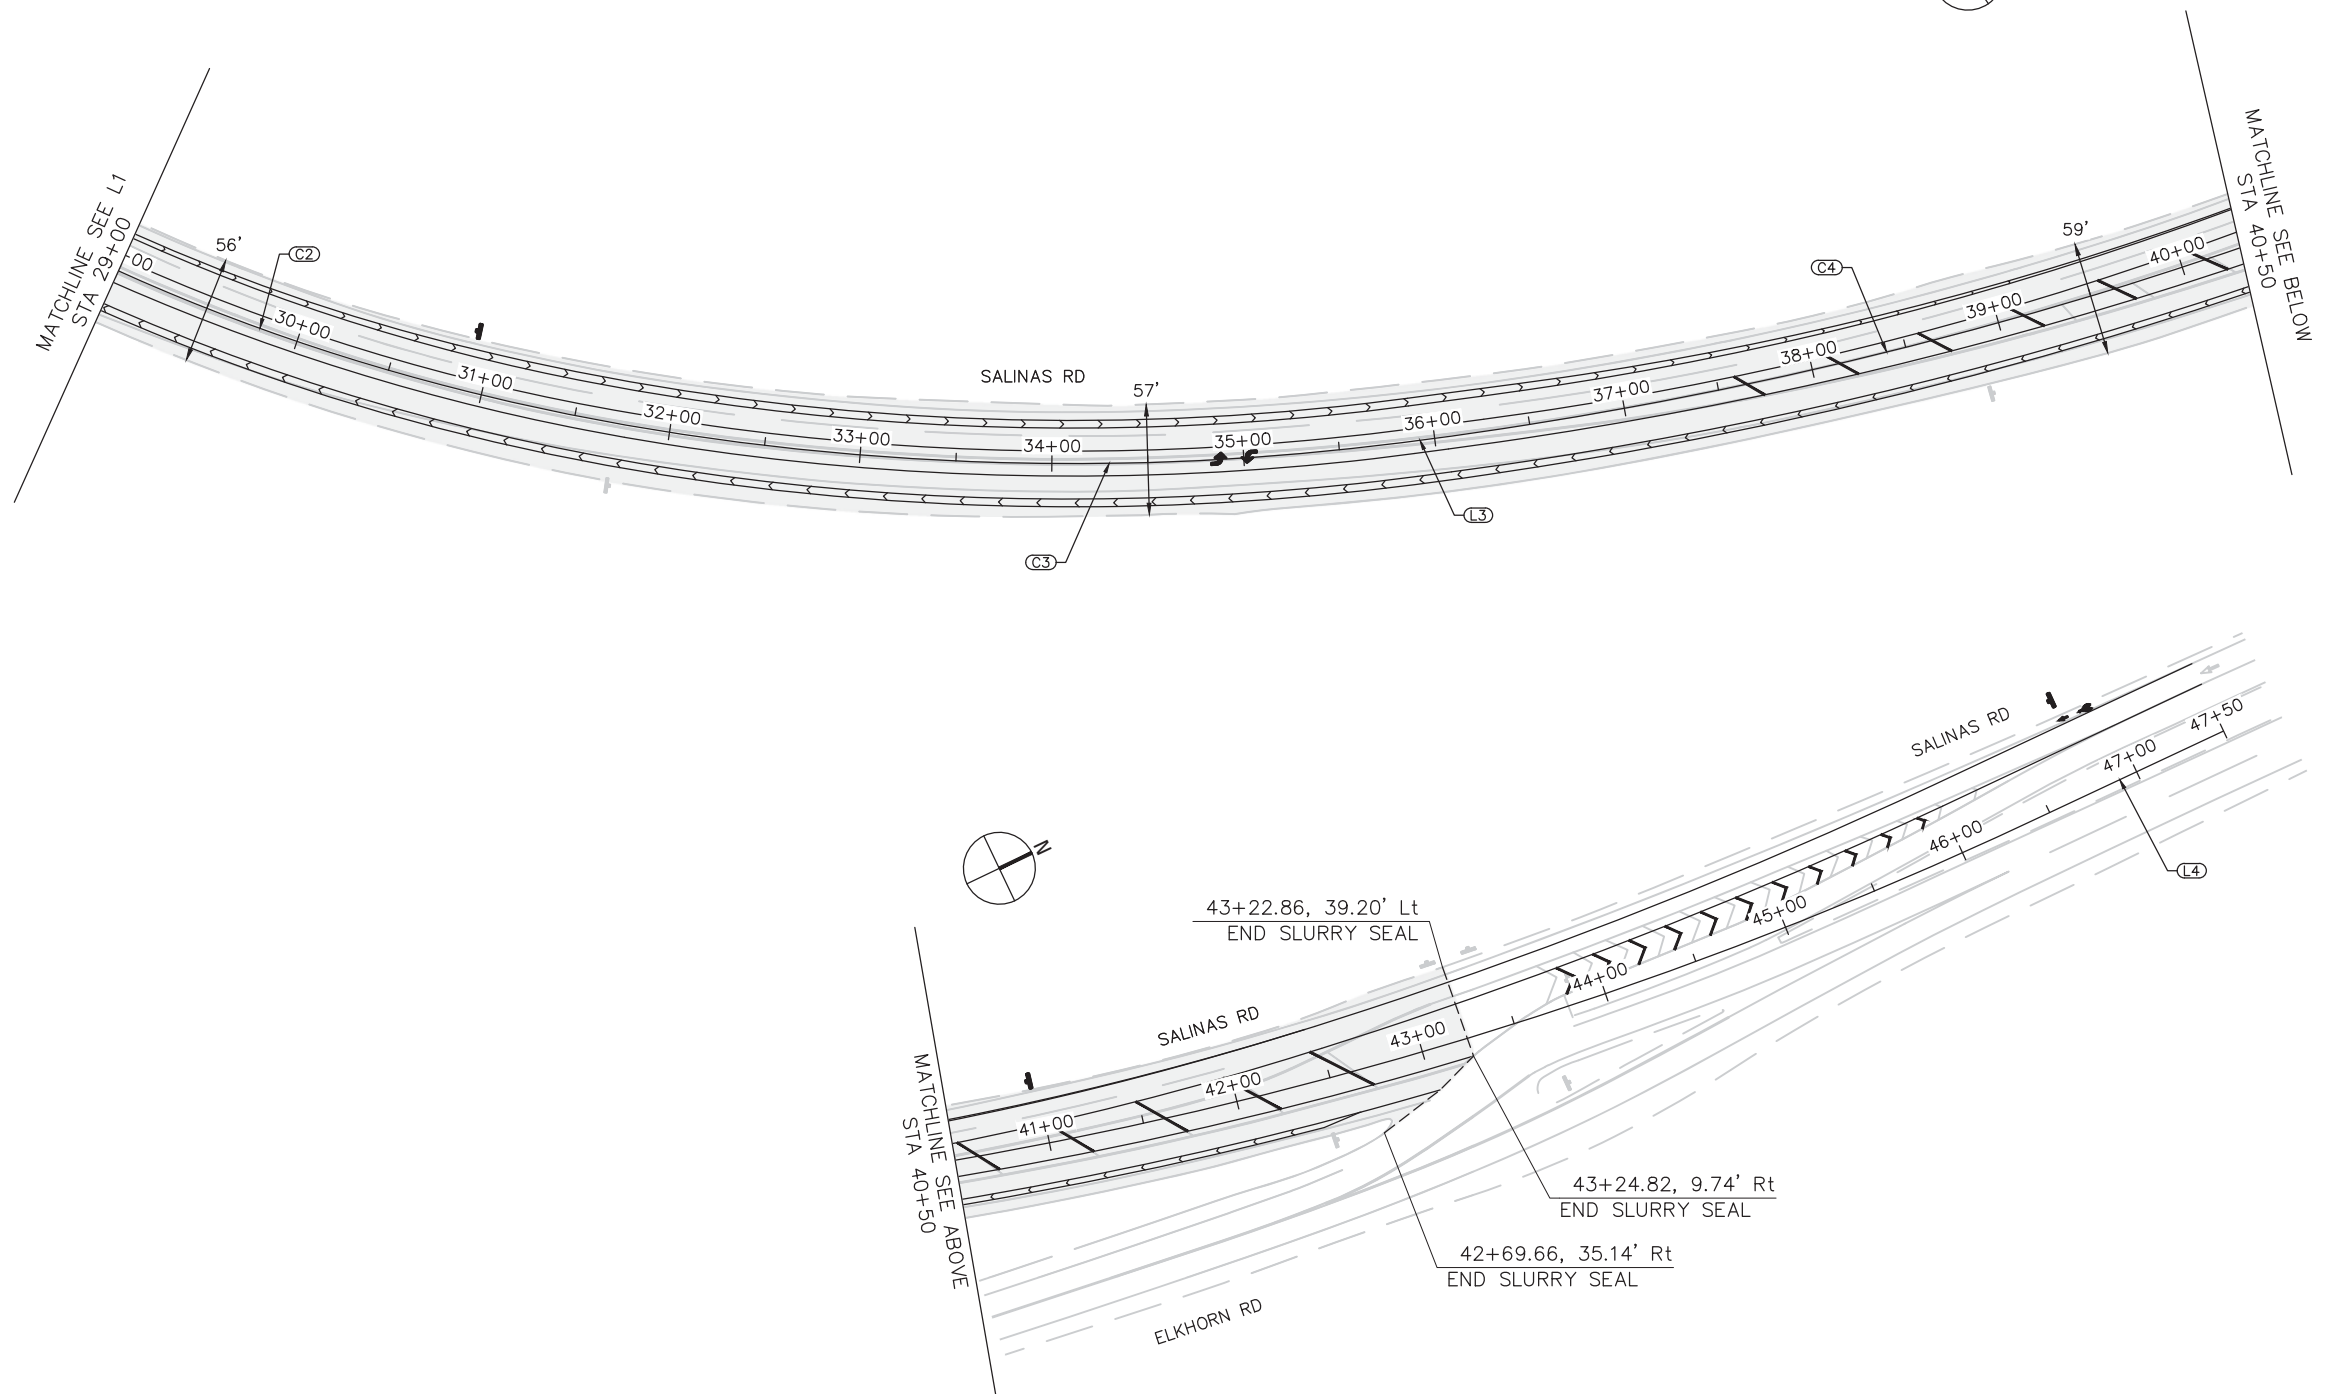 MATCHLINE SEE L1
STA 29+00
+00
56'
C2
30+00
31+00
32+00
33+00
34+00
35+00
36+00
37+00
38+00
39+00
40+00
SALINAS RD
57'
C3
L3
C4
59'
MATCHLINE SEE BELOW
STA 40+50
N
MATCHLINE SEE ABOVE
STA 40+50
SALINAS RD
41+00
42+00
43+00
44+00
45+00
46+00
47+00
47+50
SALINAS RD
L4
43+22.86, 39.20' Lt
END SLURRY SEAL
43+24.82, 9.74' Rt
END SLURRY SEAL
42+69.66, 35.14' Rt
END SLURRY SEAL
ELKHORN RD